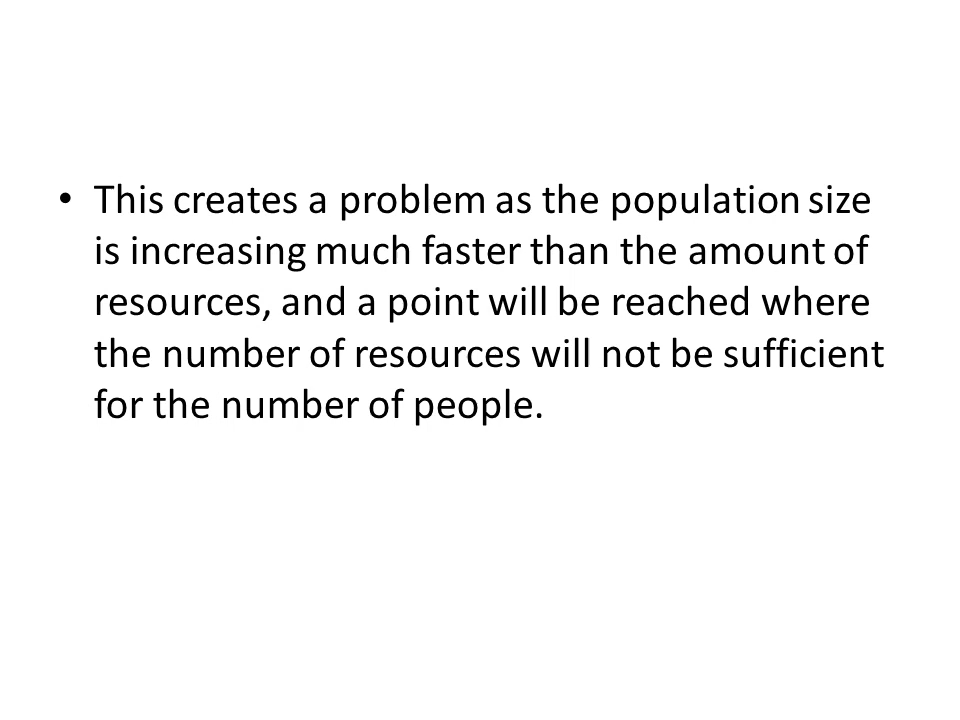 • This creates a problem as the population size
is increasing much faster than the amount of
resources, and a point will be reached where
the number of resources will not be sufficient
for the number of people.